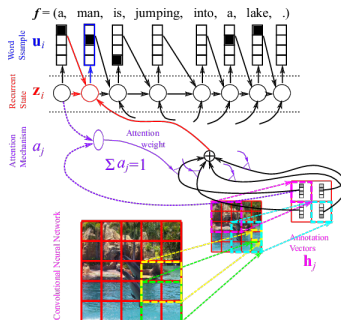 f = (a, man, is, jumping, into, a, lake, .)
Word
Ssample
u_i
Recurrent
State
z_i
Attention
Mechanism
a_j
Attention
weight
∑ a_j=1
⊕
Convolutional Neural Network
Annotation
Vectors
h_j